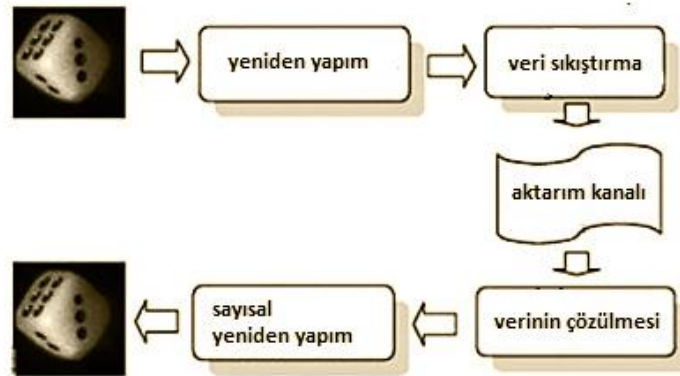 yeniden yapım
veri sıkıştırma
aktarım kanalı
verinin çözülmesi
sayısal
yeniden yapım